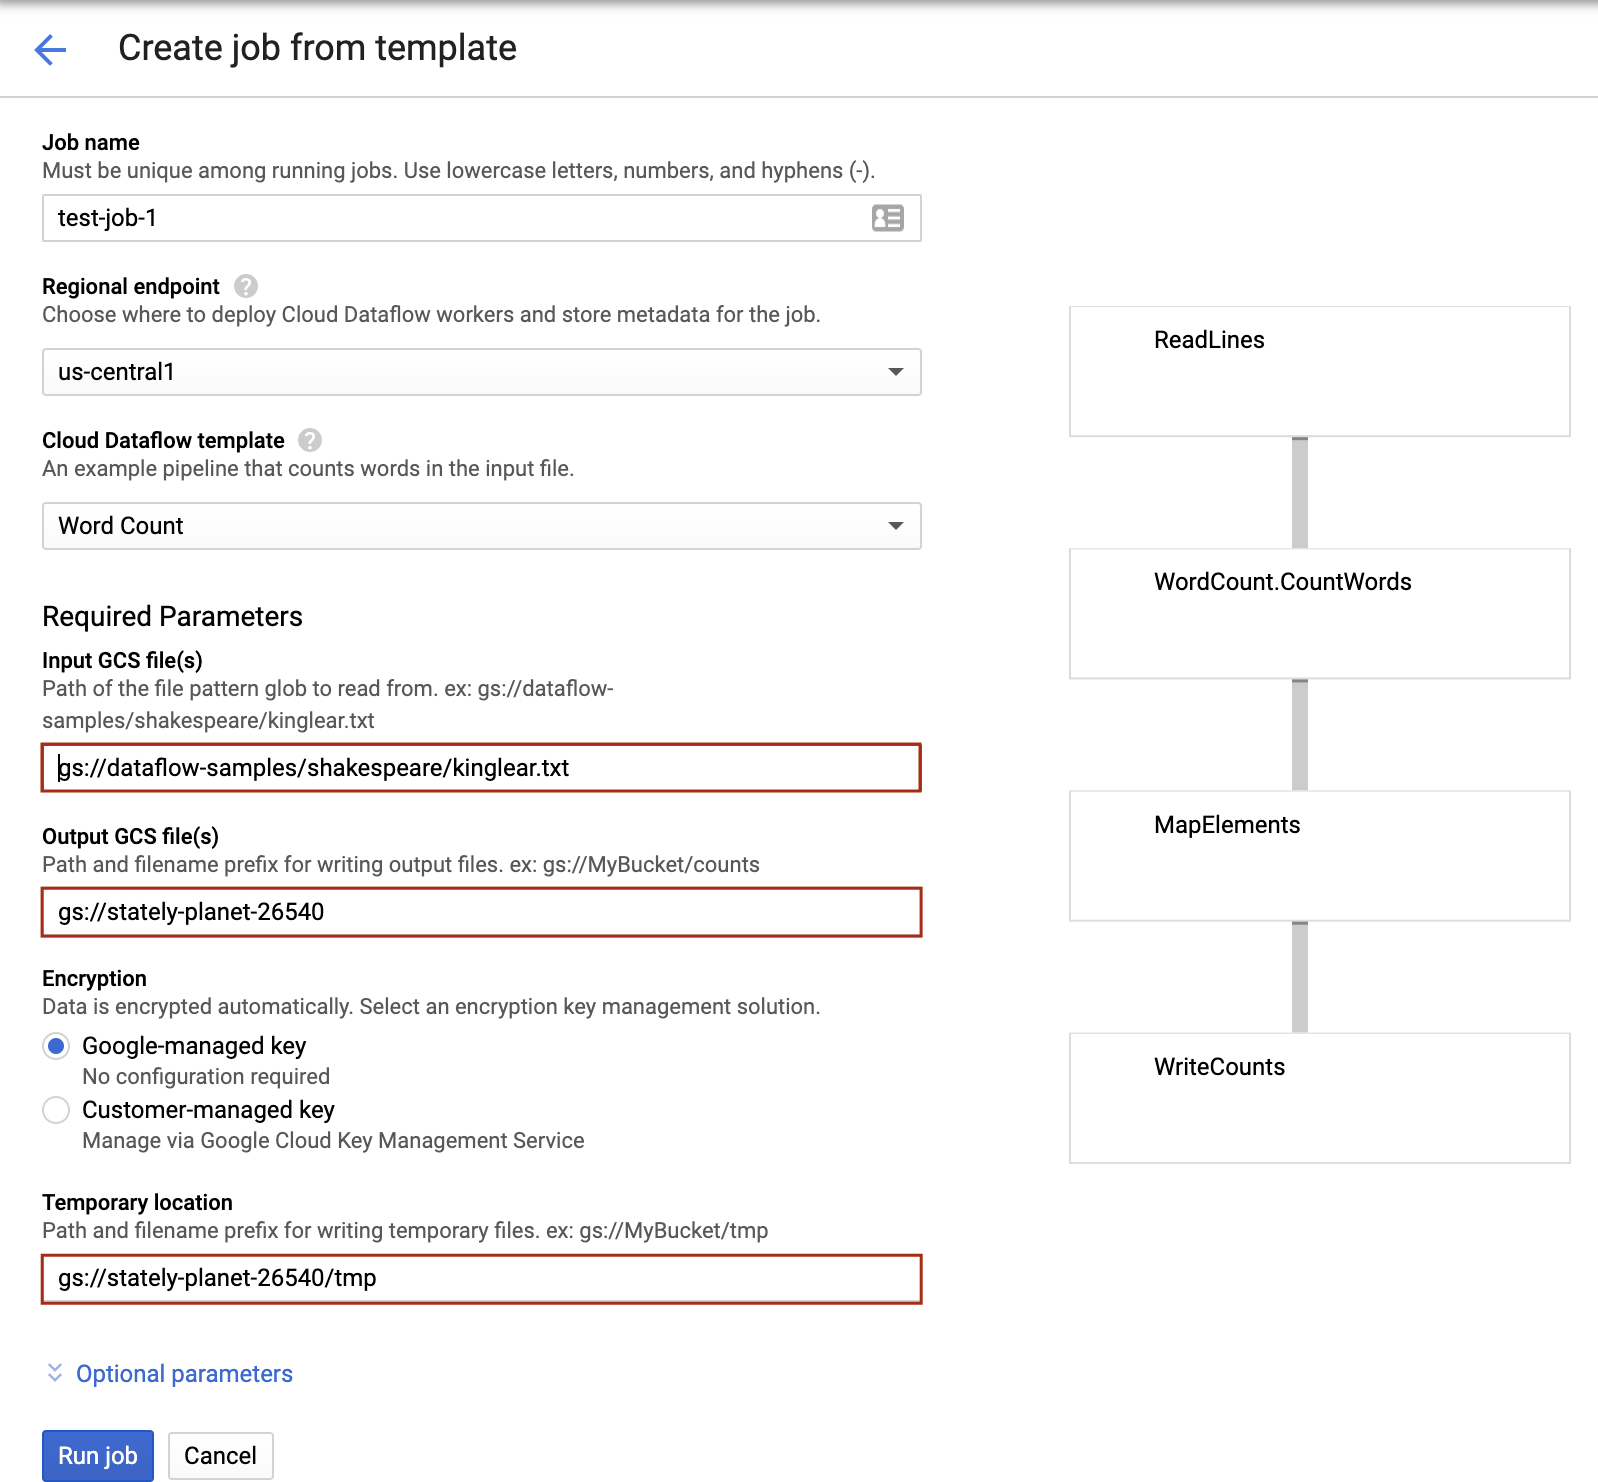 Create job from template
Job name
Must be unique among running jobs. Use lowercase letters, numbers, and hyphens (-).
test-job-1
Regional endpoint ?
Choose where to deploy Cloud Dataflow workers and store metadata for the job.
us-central1
Cloud Dataflow template ?
An example pipeline that counts words in the input file.
Word Count
Required Parameters
Input GCS file(s)
Path of the file pattern glob to read from. ex: gs://dataflow-
samples/shakespeare/kinglear.txt
gs://dataflow-samples/shakespeare/kinglear.txt
Output GCS file(s)
Path and filename prefix for writing output files. ex: gs://MyBucket/counts
gs://stately-planet-26540
Encryption
Data is encrypted automatically. Select an encryption key management solution.
Google-managed key
No configuration required
Customer-managed key
Manage via Google Cloud Key Management Service
Temporary location
Path and filename prefix for writing temporary files. ex: gs://MyBucket/tmp
gs://stately-planet-26540/tmp
Optional parameters
Run job Cancel
ReadLines
WordCount.CountWords
MapElements
WriteCounts